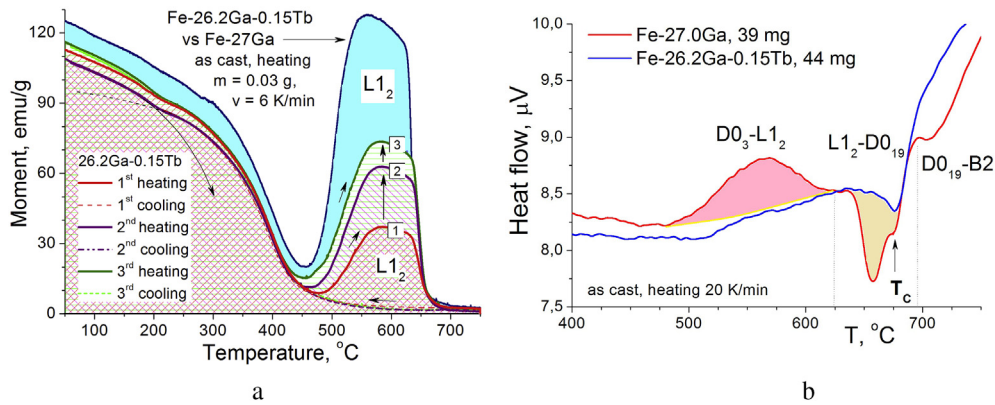 Moment, emu/g
120
90
60
30
0
Fe-26.2Ga-0.15Tb
vs Fe-27Ga
as cast, heating
m = 0.03 g,
v = 6 K/min
L1₂
3
2
1
L1₂
26.2Ga-0.15Tb
1ˢᵗ heating
1ˢᵗ cooling
2ⁿᵈ heating
2ⁿᵈ cooling
3ʳᵈ heating
3ʳᵈ cooling
100 200 300 400 500 600 700
Temperature, °C
a
Heat flow, µV
10,0
9,5
9,0
8,5
8,0
7,5
Fe-27.0Ga, 39 mg
Fe-26.2Ga-0.15Tb, 44 mg
D0₃-L1₂
L1₂-D0₁₉
D0₁₉-B2
T_C
as cast, heating 20 K/min
400 500 600 700
T, °C
b